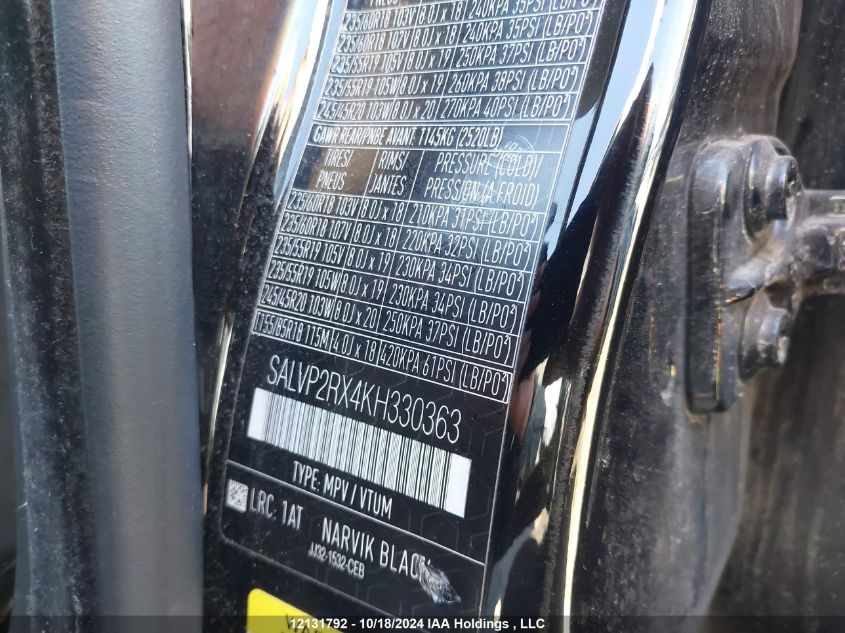 235/60R18 103V 8.0J x 18 240KPA 35PSI (LB/PO²)
235/60R18 107V 8.0J x 18 240KPA 35PSI (LB/PO²)
235/55R19 105V 8.0J x 19 250KPA 37PSI (LB/PO²)
235/55R19 105W 8.0J x 19 260KPA 38PSI (LB/PO²)
245/45R20 103W 8.0J x 20 270KPA 40PSI (LB/PO²)
GAWR REAR/PNBE AVANT 1145KG (2520LB)
TIRES/ RIMS/ PRESSURE (COLD)/
PNEUS JANTES PRESSION (A FROID)
235/60R18 103V 8.0J x 18 210KPA 31PSI (LB/PO²)
235/60R18 107V 8.0J x 18 220KPA 32PSI (LB/PO²)
235/55R19 105V 8.0J x 19 230KPA 34PSI (LB/PO²)
235/55R19 105W 8.0J x 19 230KPA 34PSI (LB/PO²)
245/45R20 103W 8.0J x 20 250KPA 37PSI (LB/PO²)
T155/85R18 115M 4.0J x 18 420KPA 61PSI (LB/PO²)
SALVP2RX4KH330363
TYPE: MPV / VTUM
LRC: 1AT NARVIK BLACK
JJ32-1532-CEB
12131792 - 10/18/2024 IAA Holdings , LLC